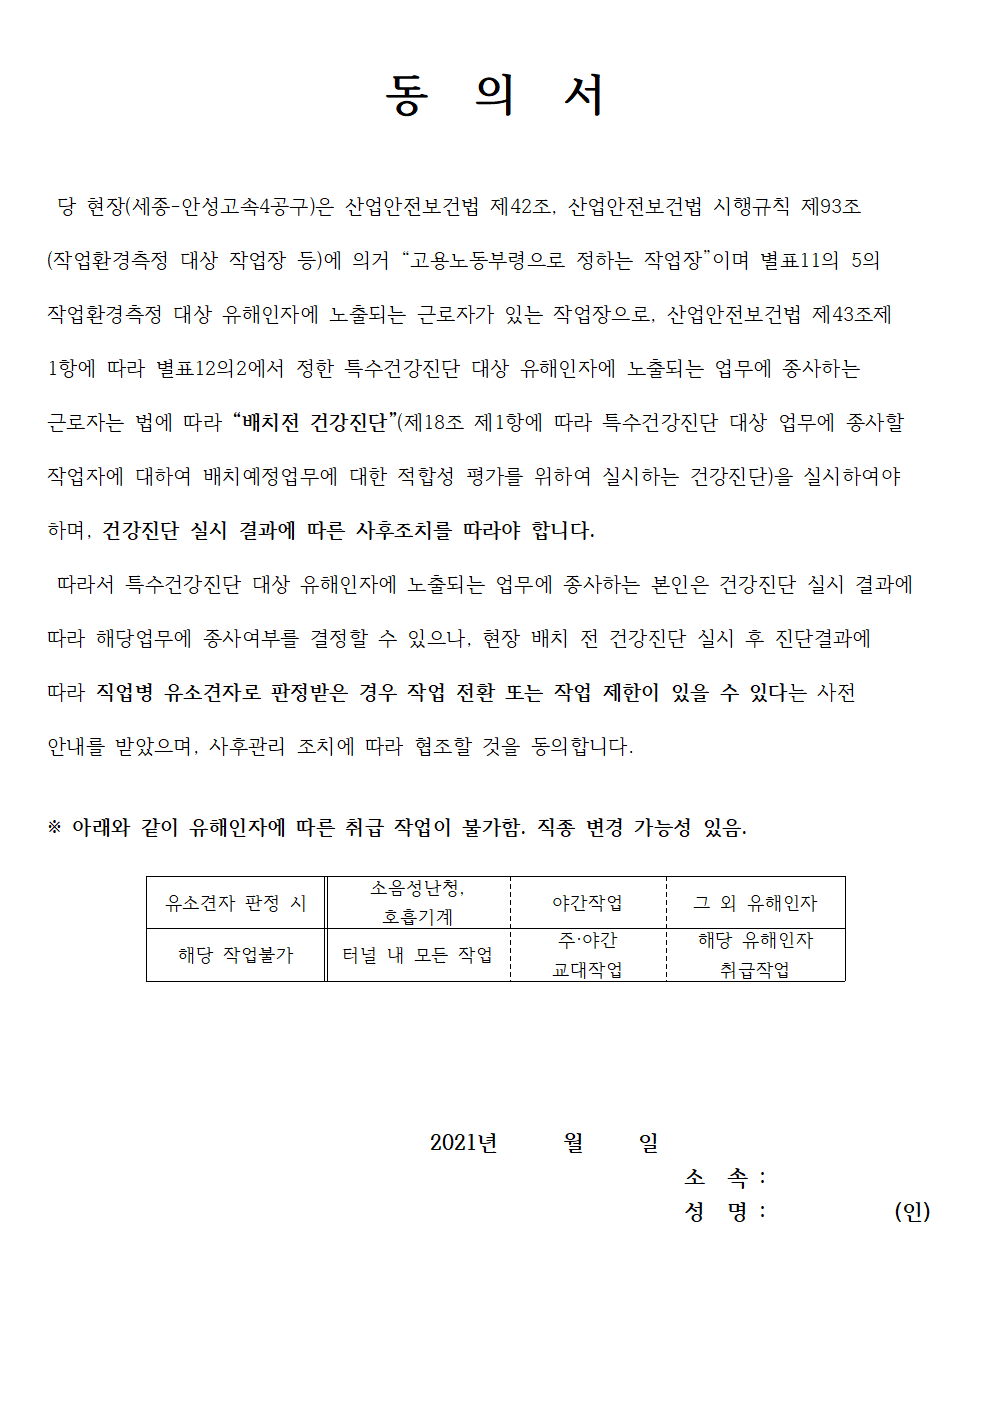 동 의 서
당 현장(세종-안성고속4공구)은 산업안전보건법 제42조, 산업안전보건법 시행규칙 제93조
(작업환경측정 대상 작업장 등)에 의거 “고용노동부령으로 정하는 작업장”이며 별표11의 5의
작업환경측정 대상 유해인자에 노출되는 근로자가 있는 작업장으로, 산업안전보건법 제43조제
1항에 따라 별표12의2에서 정한 특수건강진단 대상 유해인자에 노출되는 업무에 종사하는
근로자는 법에 따라 “배치전 건강진단”(제18조 제1항에 따라 특수건강진단 대상 업무에 종사할
작업자에 대하여 배치예정업무에 대한 적합성 평가를 위하여 실시하는 건강진단)을 실시하여야
하며, 건강진단 실시 결과에 따른 사후조치를 따라야 합니다.
따라서 특수건강진단 대상 유해인자에 노출되는 업무에 종사하는 본인은 건강진단 실시 결과에
따라 해당업무에 종사여부를 결정할 수 있으나, 현장 배치 전 건강진단 실시 후 진단결과에
따라 직업병 유소견자로 판정받은 경우 작업 전환 또는 작업 제한이 있을 수 있다는 사전
안내를 받았으며, 사후관리 조치에 따라 협조할 것을 동의합니다.
※ 아래와 같이 유해인자에 따른 취급 작업이 불가함. 직종 변경 가능성 있음.
유소견자 판정 시
소음성난청,
호흡기계
야간작업
그 외 유해인자
해당 작업불가
터널 내 모든 작업
주·야간
교대작업
해당 유해인자
취급작업
2021년 월 일
소 속 :
성 명 : (인)